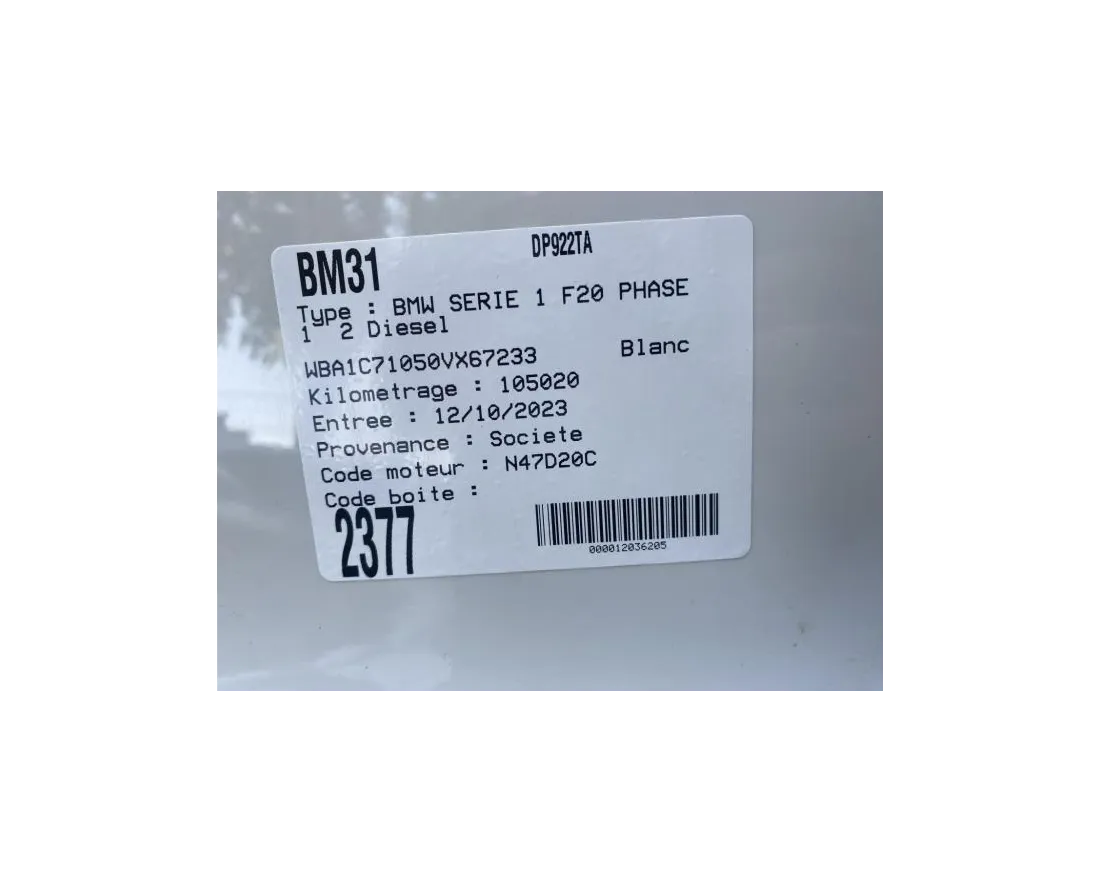 BM31 DP922TA
Type : BMW SERIE 1 F20 PHASE
1  2 Diesel
WBA1C71050VX67233 Blanc
Kilometrage : 105020
Entree : 12/10/2023
Provenance : Societe
Code moteur : N47D20C
Code boite :
2377
000012036205